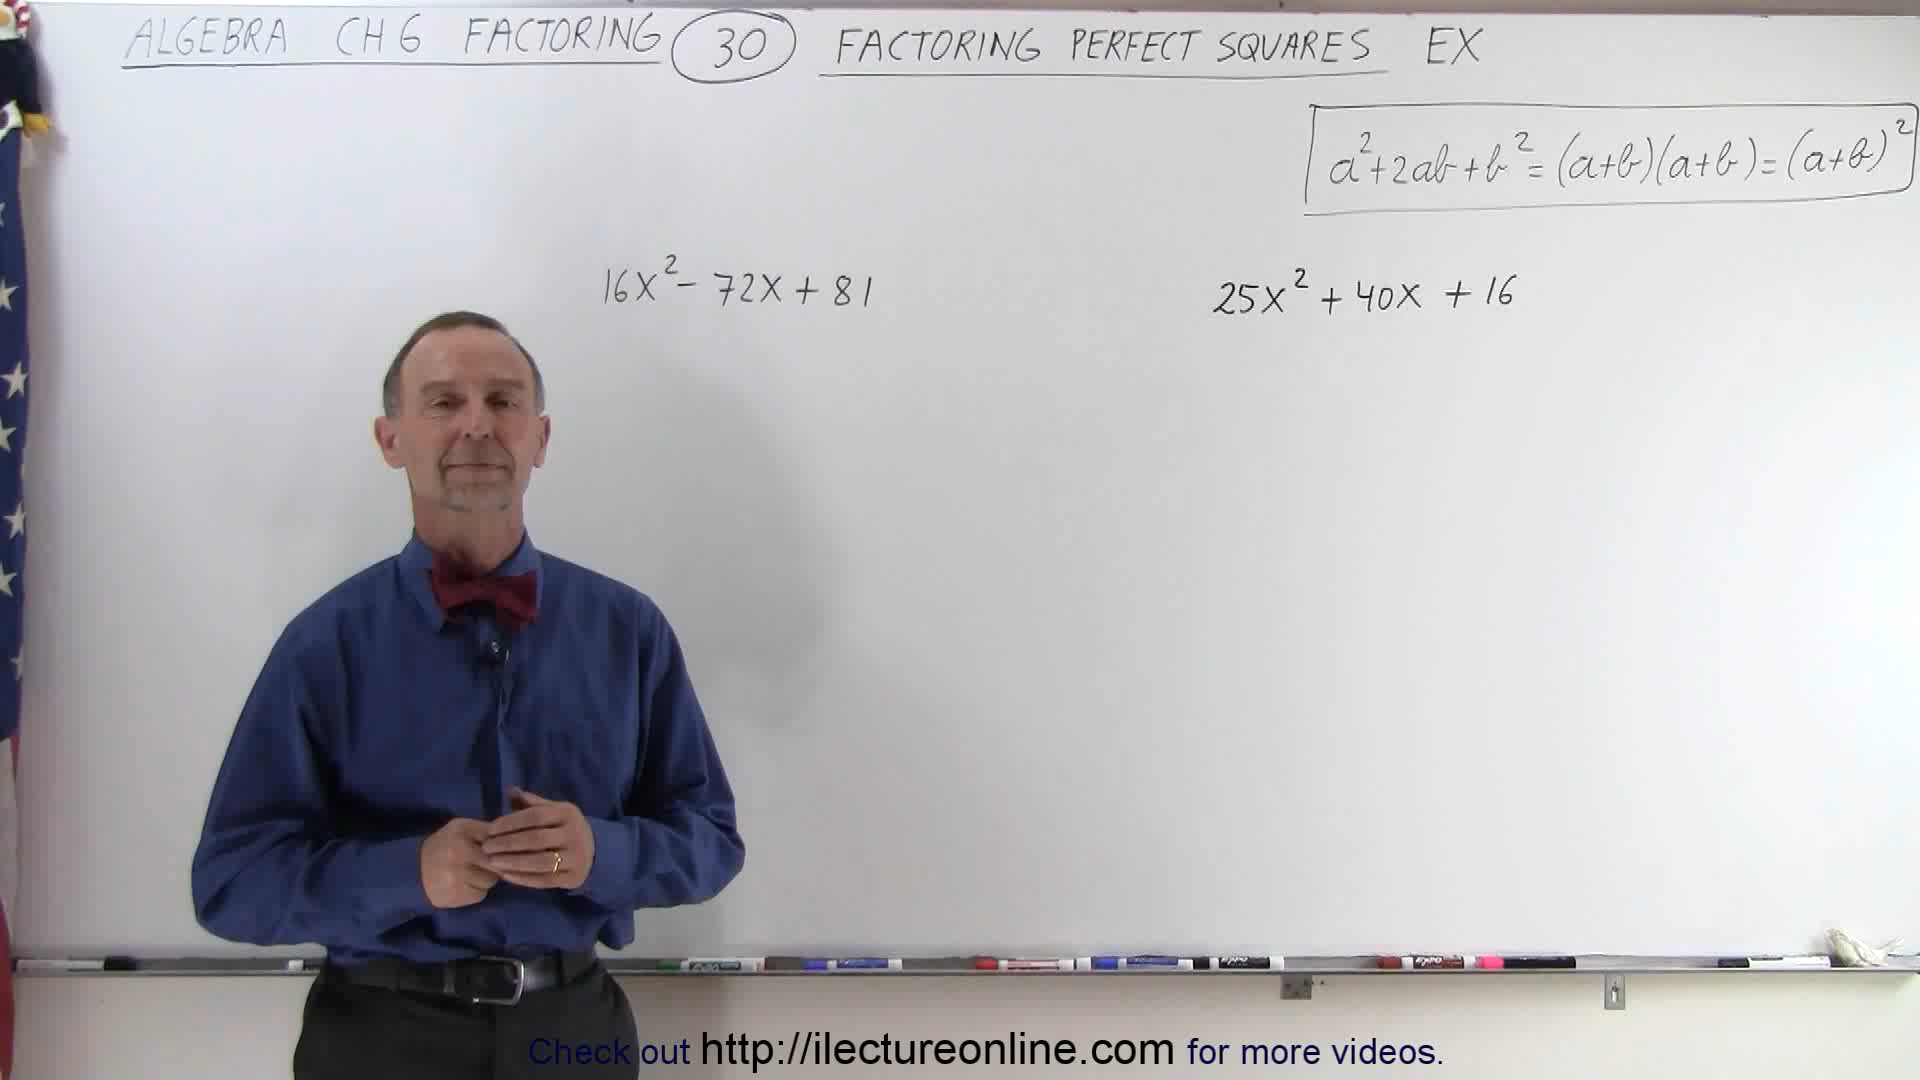 ALGEBRA CH 6 FACTORING 30 FACTORING PERFECT SQUARES EX
a²+2ab+b²=(a+b)(a+b)=(a+b)²
16x²- 72x + 81
25x² + 40x + 16
Check out http://ilectureonline.com for more videos.